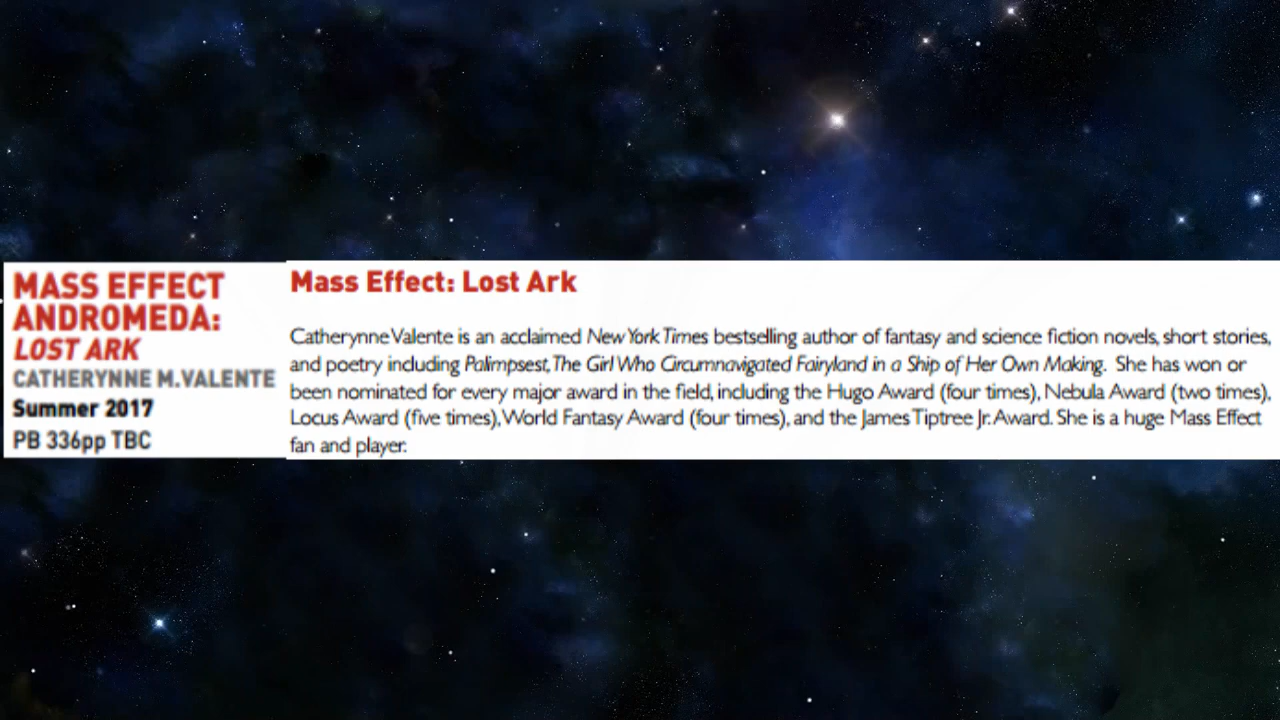 MASS EFFECT
ANDROMEDA:
LOST ARK
CATHERYNNE M.VALENTE
Summer 2017
PB 336pp TBC
Mass Effect: Lost Ark
Catherynne Valente is an acclaimed New York Times bestselling author of fantasy and science fiction novels, short stories,
and poetry including Palimpsest, The Girl Who Circumnavigated Fairyland in a Ship of Her Own Making. She has won or
been nominated for every major award in the field, including the Hugo Award (four times), Nebula Award (two times),
Locus Award (five times), World Fantasy Award (four times), and the James Tiptree Jr. Award. She is a huge Mass Effect
fan and player.